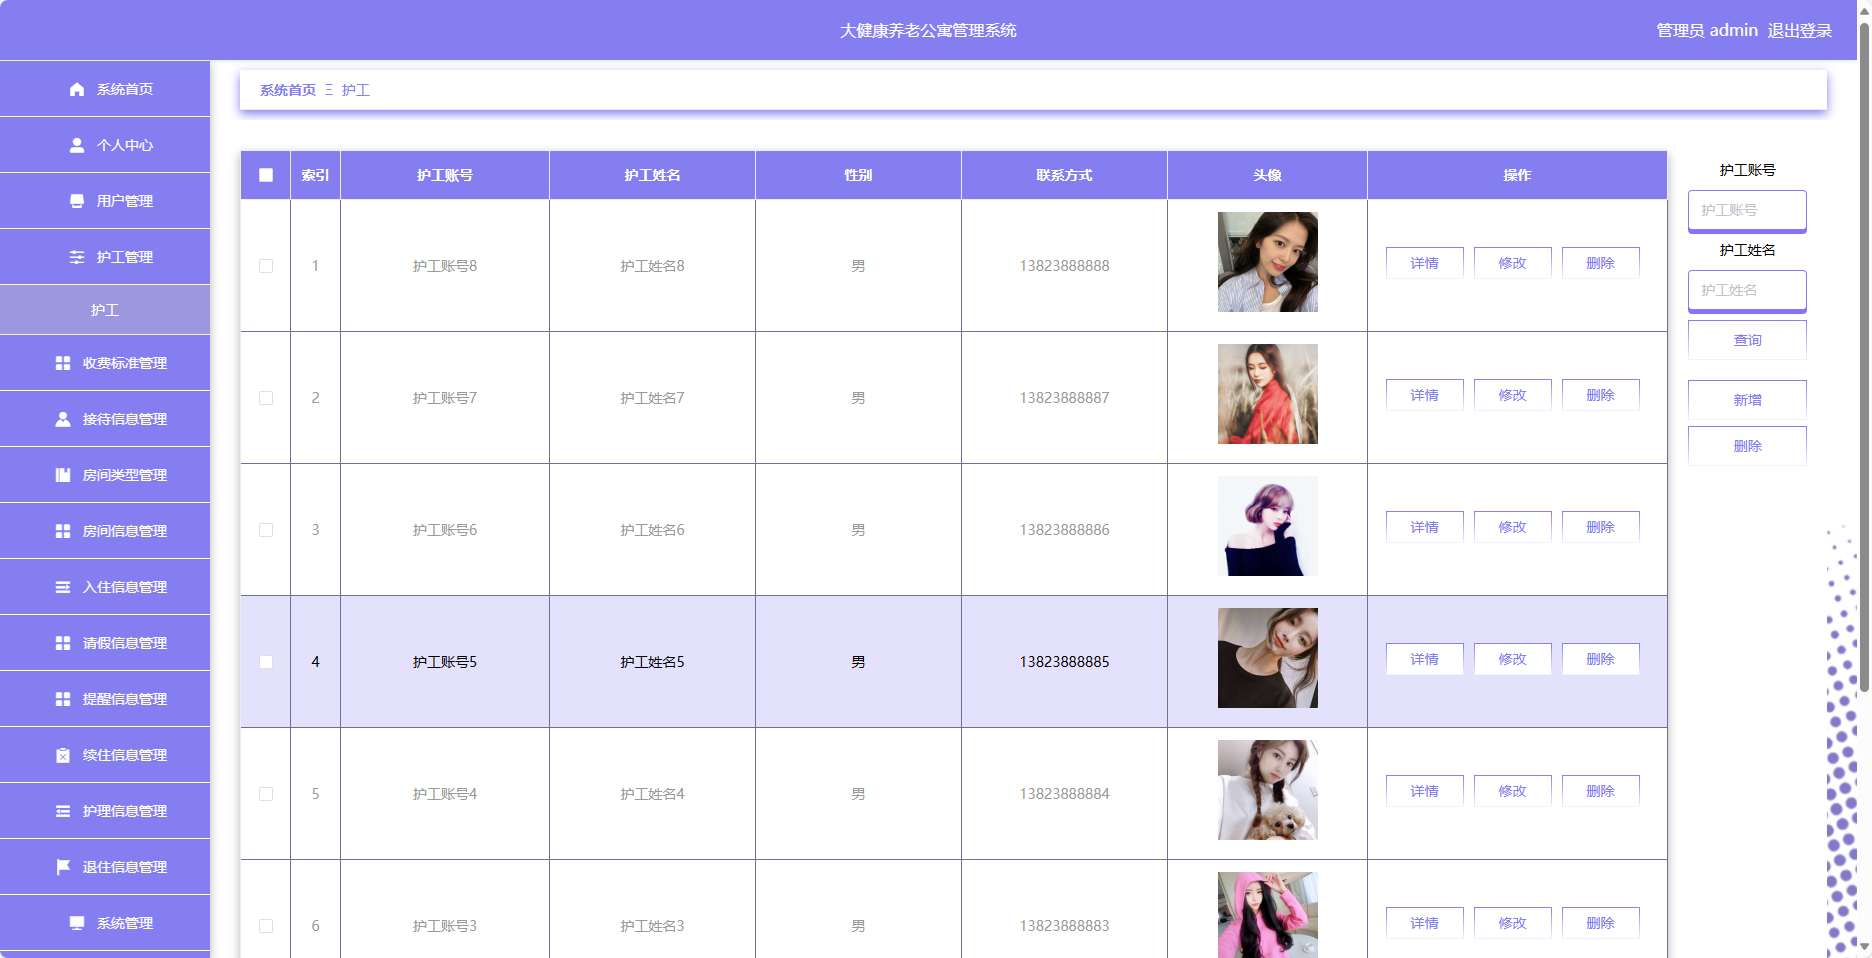 大健康养老公寓管理系统
管理员 admin 退出登录
系统首页
个人中心
用户管理
护工管理
护工
收费标准管理
接待信息管理
房间类型管理
房间信息管理
入住信息管理
请假信息管理
提醒信息管理
续住信息管理
护理信息管理
退住信息管理
系统管理
系统首页 Ξ 护工
索引 护工账号 护工姓名 性别 联系方式 头像 操作
1 护工账号8 护工姓名8 男 13823888888 详情 修改 删除
2 护工账号7 护工姓名7 男 13823888887 详情 修改 删除
3 护工账号6 护工姓名6 男 13823888886 详情 修改 删除
4 护工账号5 护工姓名5 男 13823888885 详情 修改 删除
5 护工账号4 护工姓名4 男 13823888884 详情 修改 删除
6 护工账号3 护工姓名3 男 13823888883 详情 修改 删除
护工账号
护工账号
护工姓名
护工姓名
查询
新增
删除